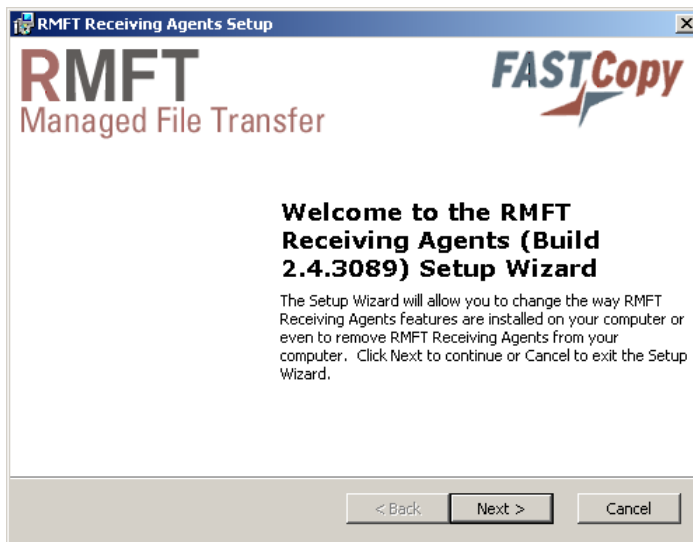 RMFT Receiving Agents Setup
RMFT
Managed File Transfer
FASTCopy
Welcome to the RMFT
Receiving Agents (Build
2.4.3089) Setup Wizard
The Setup Wizard will allow you to change the way RMFT
Receiving Agents features are installed on your computer or
even to remove RMFT Receiving Agents from your
computer. Click Next to continue or Cancel to exit the Setup
Wizard.
< Back
Next >
Cancel